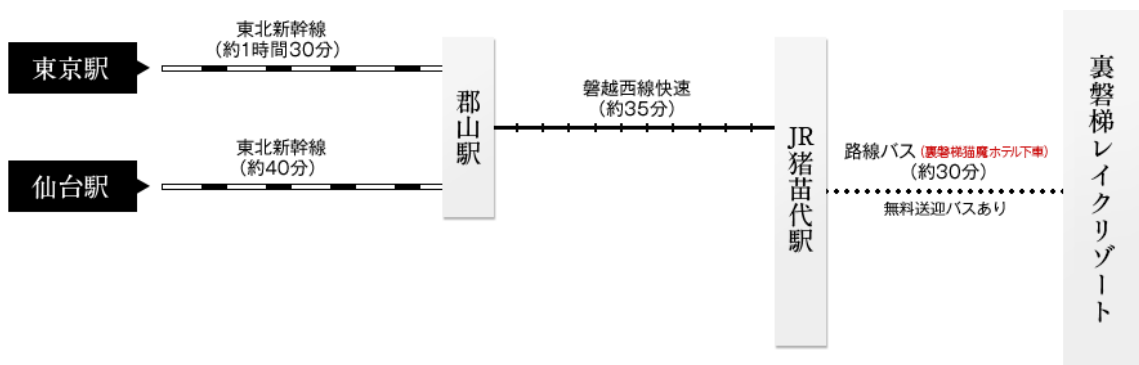 東京駅
東北新幹線
(約1時間30分)
仙台駅
東北新幹線
(約40分)
郡山駅
磐越西線快速
(約35分)
JR猪苗代駅
路線バス (裏磐梯猫魔ホテル下車)
(約30分)
無料送迎バスあり
裏磐梯レイクリゾート